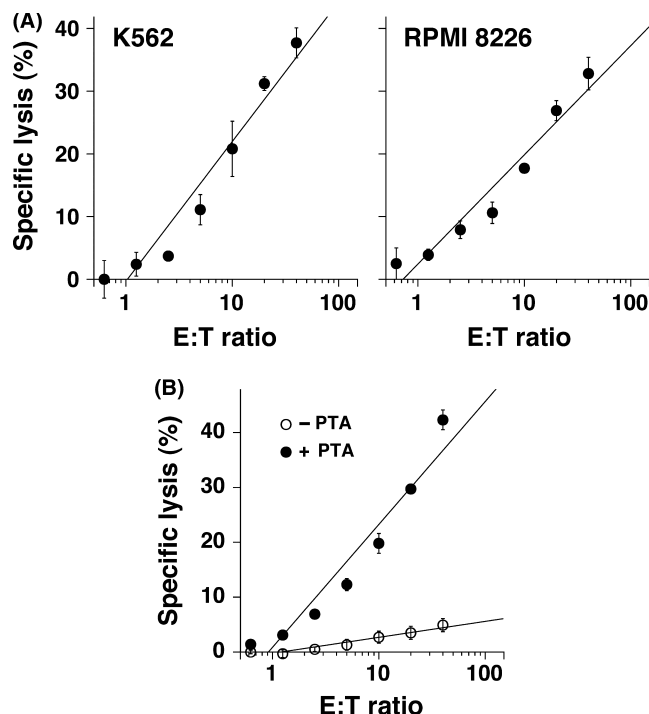 (A)
K562
RPMI 8226
Specific lysis (%)
40
30
20
10
0
1
10
100
1
10
100
E:T ratio
E:T ratio
(B)
– PTA
+ PTA
Specific lysis (%)
40
30
20
10
0
1
10
100
E:T ratio